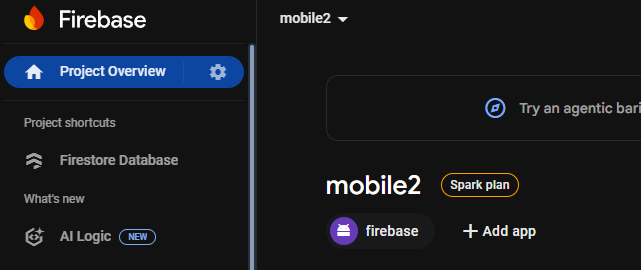 Firebase
mobile2
Project Overview
Project shortcuts
Firestore Database
What's new
AI Logic NEW
Try an agentic
mobile2 Spark plan
firebase Add app